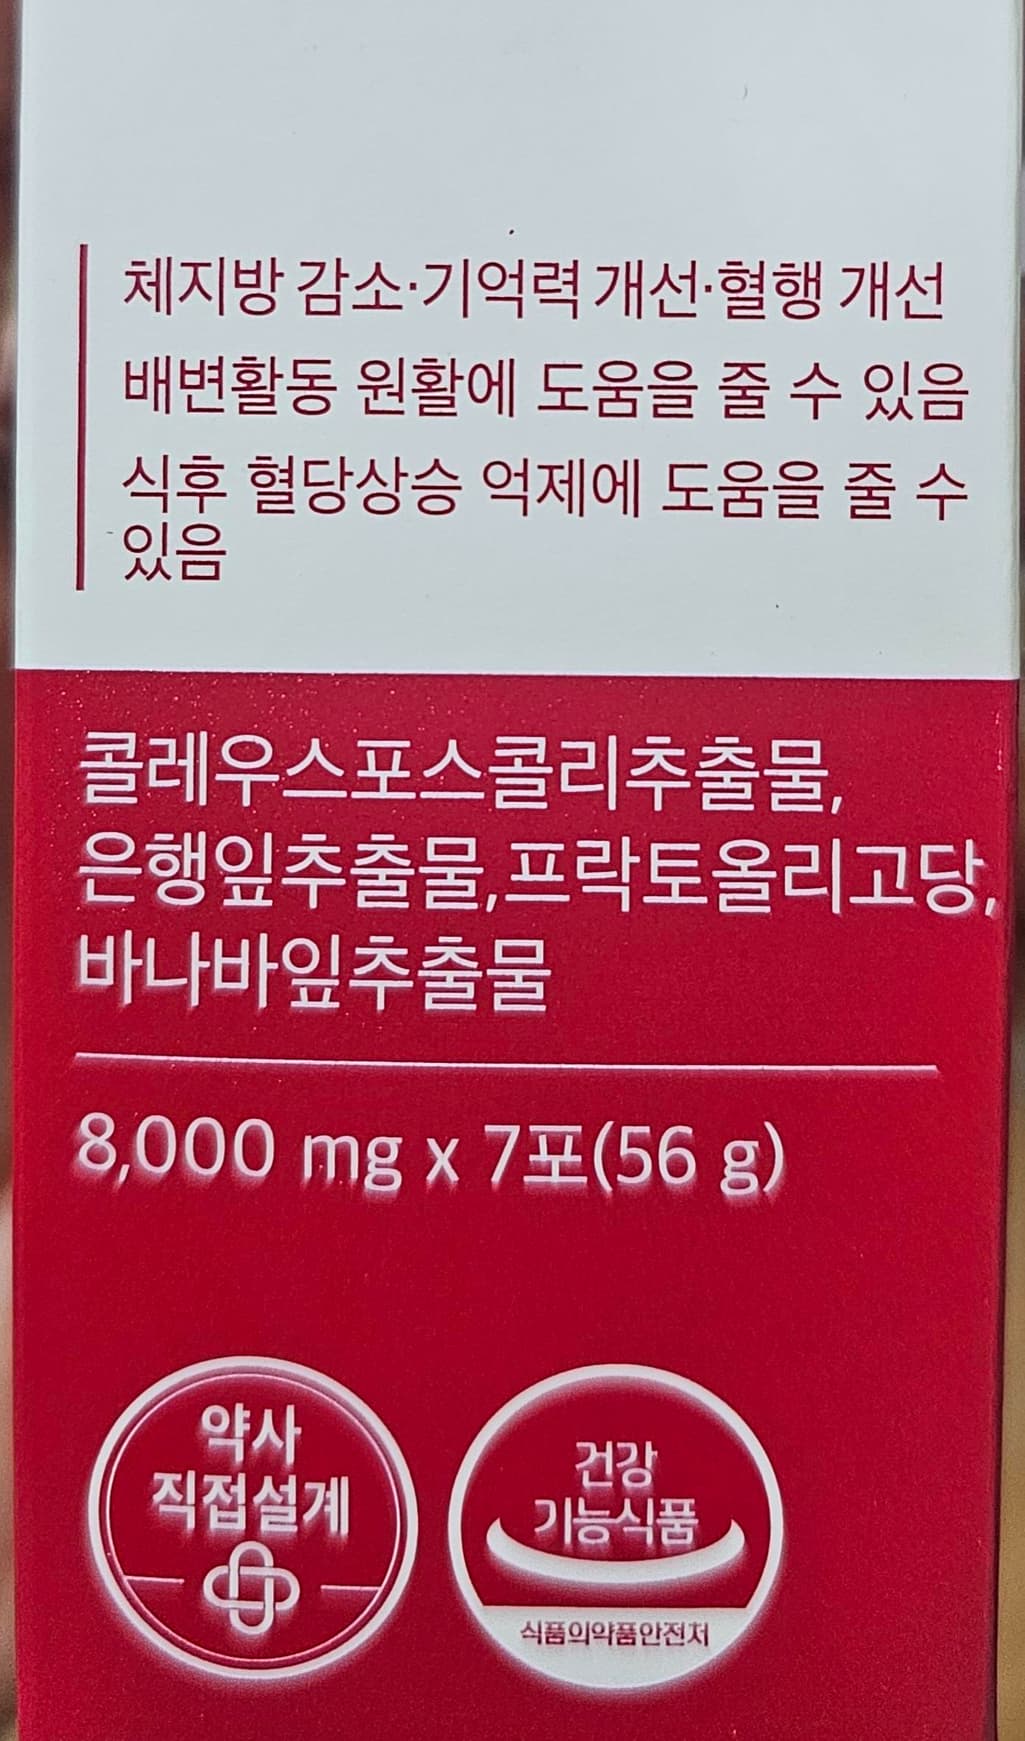 체지방 감소·기억력 개선·혈행 개선
배변활동 원활에 도움을 줄 수 있음
식후 혈당상승 억제에 도움을 줄 수
있음
콜레우스포스콜리추출물,
은행잎추출물,프락토올리고당,
바나바잎추출물
8,000 mg x 7포(56 g)
약사
직접설계
건강
기능식품
식품의약품안전처